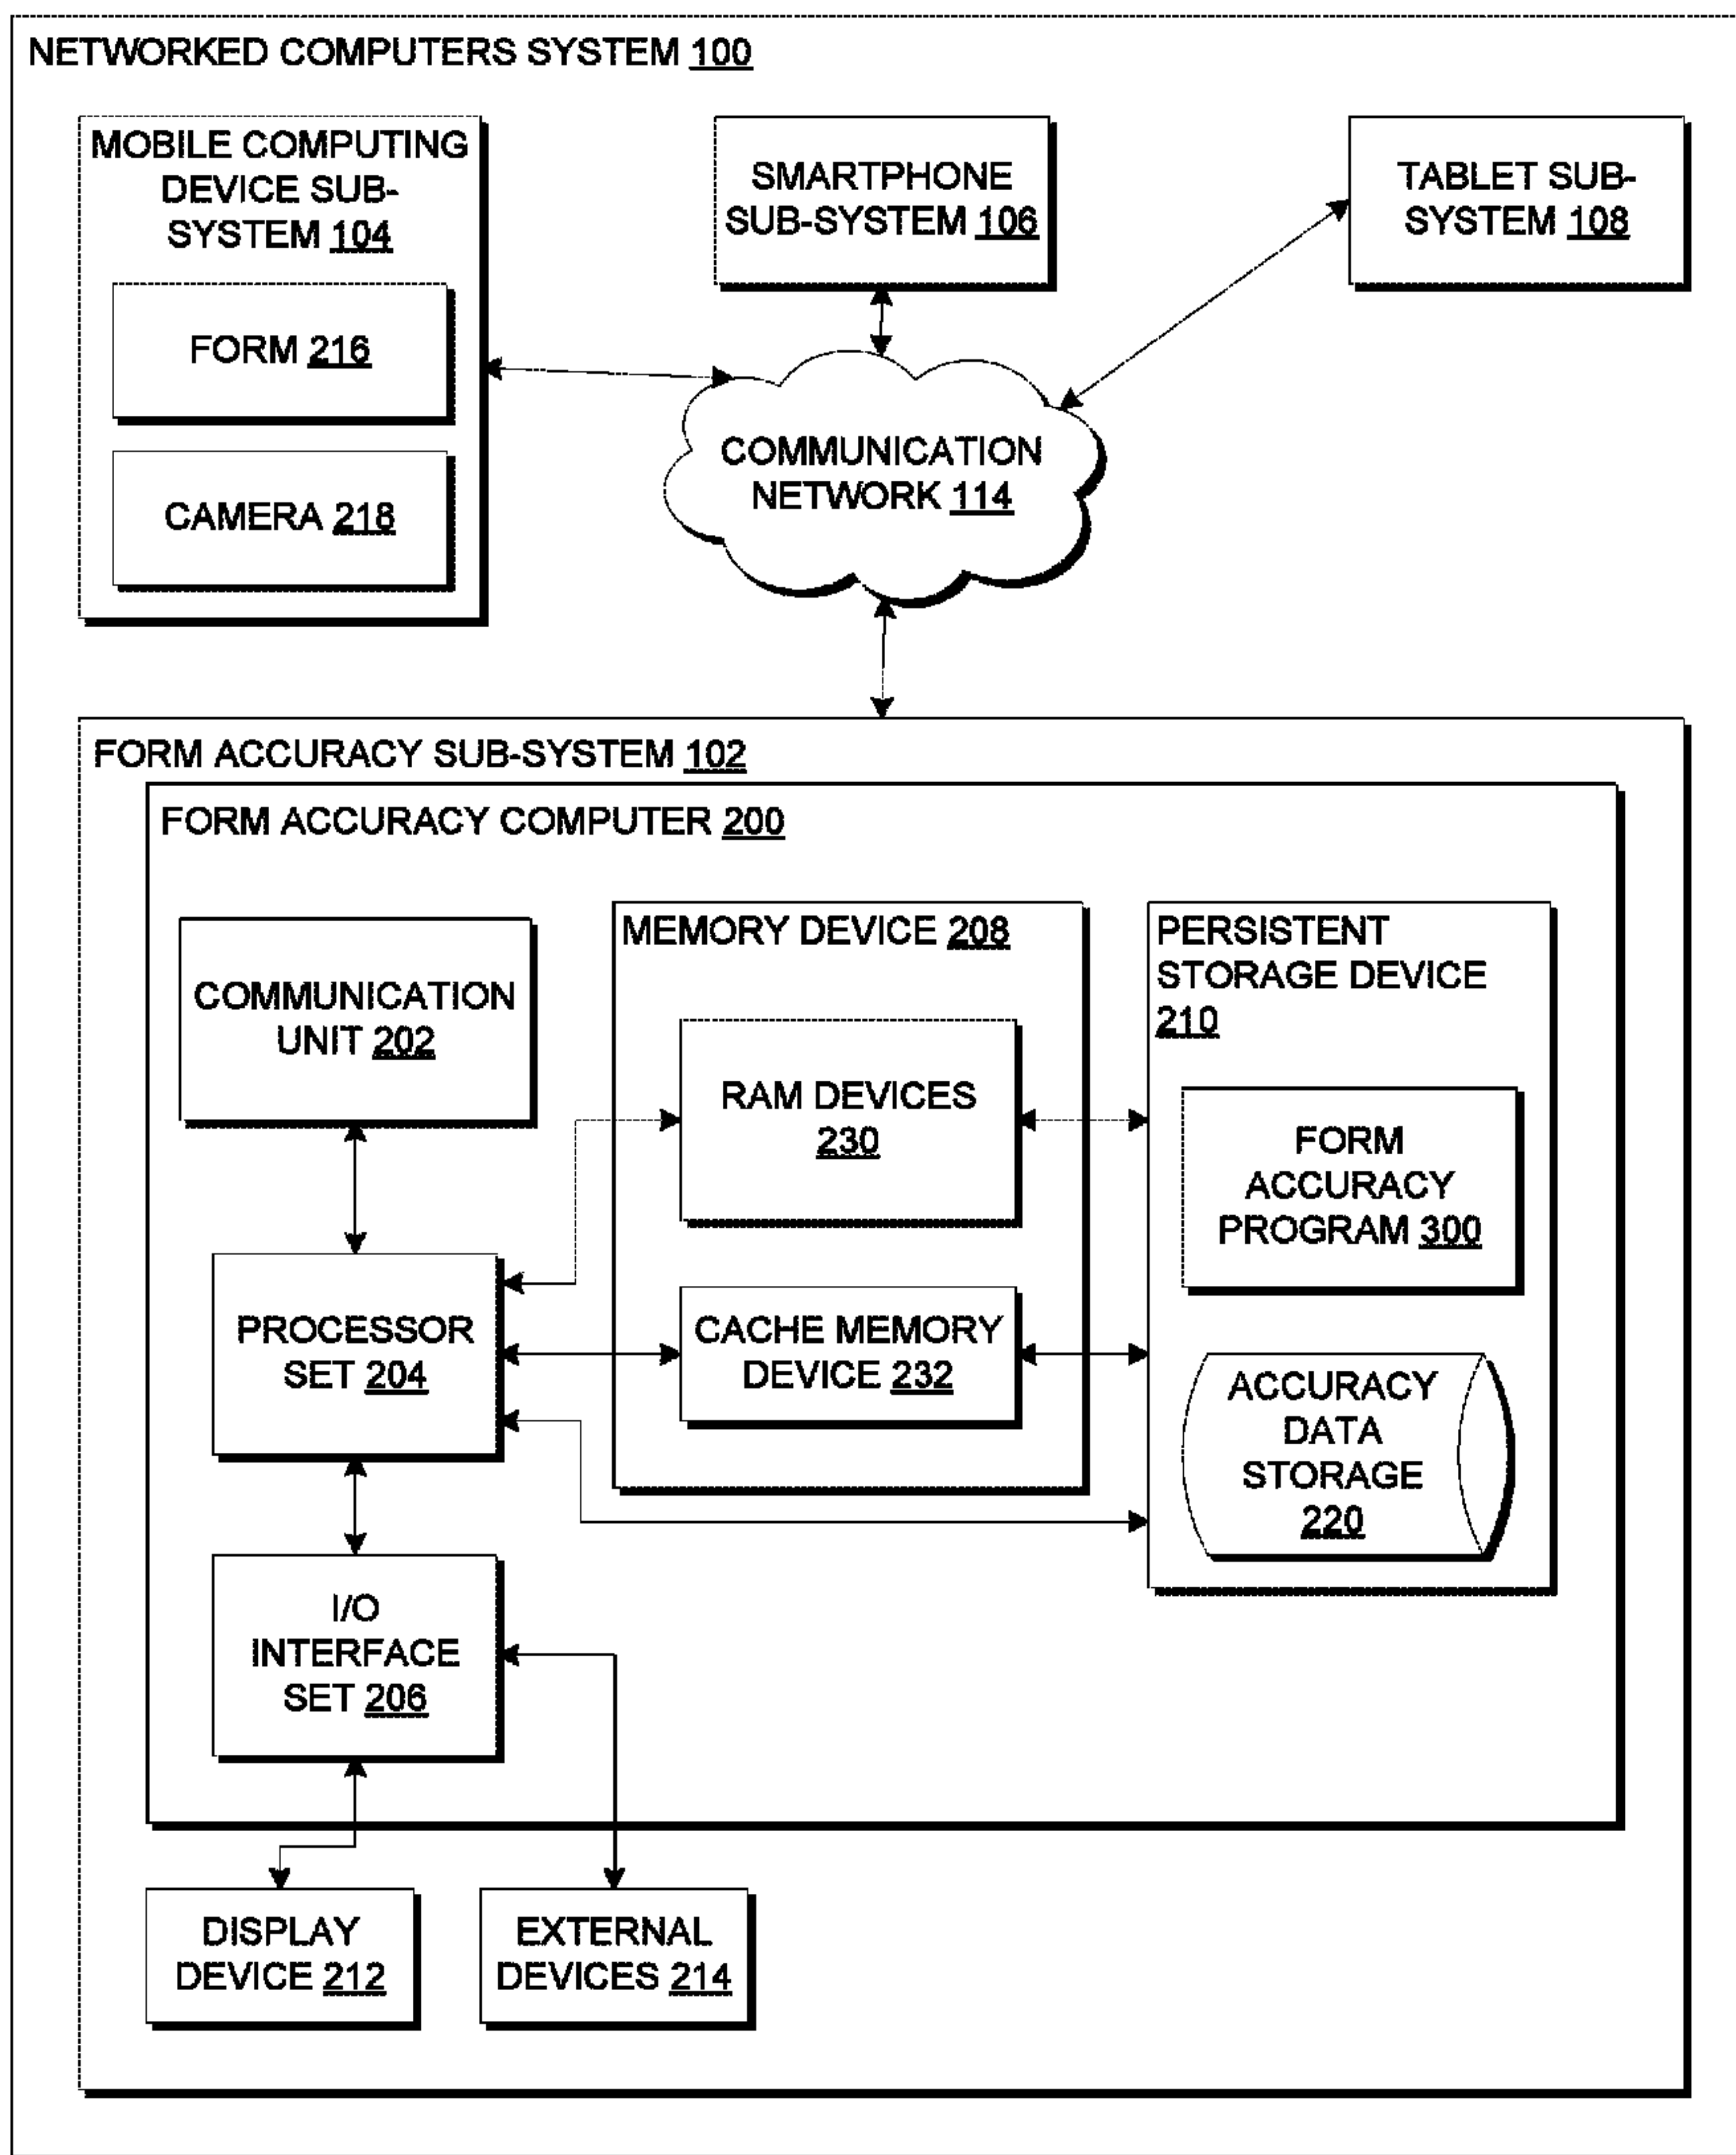 NETWORKED COMPUTERS SYSTEM 100
MOBILE COMPUTING
DEVICE SUB-
SYSTEM 104
FORM 216
CAMERA 218
SMARTPHONE
SUB-SYSTEM 106
TABLET SUB-
SYSTEM 108
COMMUNICATION
NETWORK 114
FORM ACCURACY SUB-SYSTEM 102
FORM ACCURACY COMPUTER 200
COMMUNICATION
UNIT 202
PROCESSOR
SET 204
I/O
INTERFACE
SET 206
MEMORY DEVICE 208
RAM DEVICES
230
CACHE MEMORY
DEVICE 232
PERSISTENT
STORAGE DEVICE
210
FORM
ACCURACY
PROGRAM 300
ACCURACY
DATA
STORAGE
220
DISPLAY
DEVICE 212
EXTERNAL
DEVICES 214